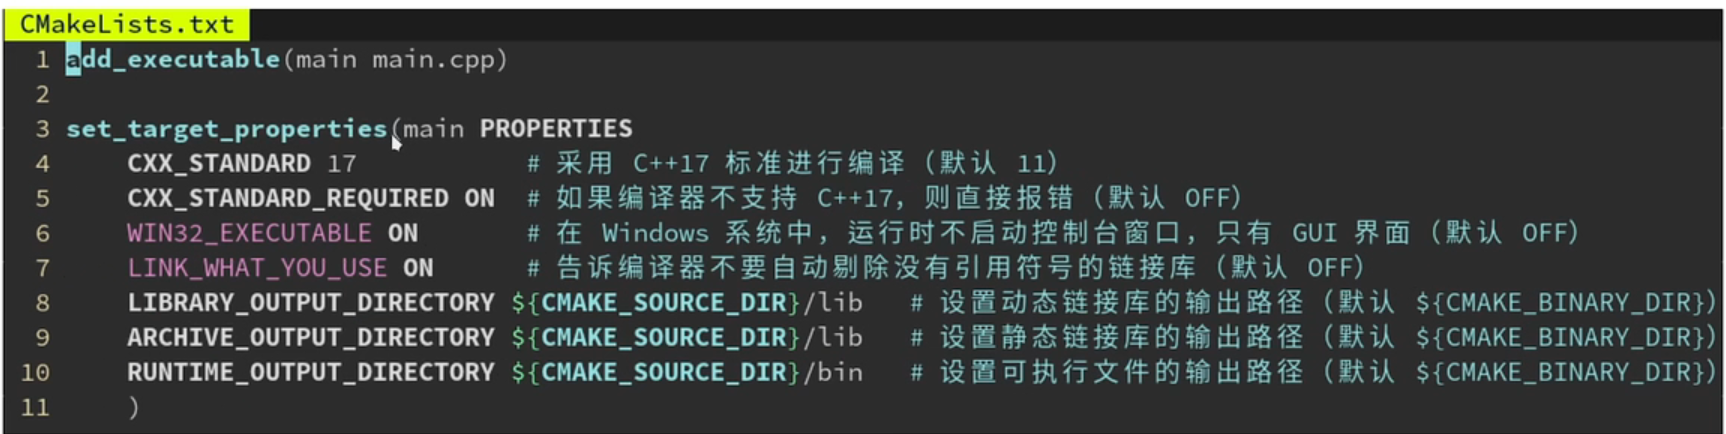 CMakeLists.txt
1 add_executable(main main.cpp)
2
3 set_target_properties(main PROPERTIES
4     CXX_STANDARD 17           # 采用 C++17 标准进行编译（默认 11）
5     CXX_STANDARD_REQUIRED ON  # 如果编译器不支持 C++17，则直接报错（默认 OFF）
6     WIN32_EXECUTABLE ON       # 在 Windows 系统中，运行时不启动控制台窗口，只有 GUI 界面（默认 OFF）
7     LINK_WHAT_YOU_USE ON      # 告诉编译器不要自动剔除没有引用符号的链接库（默认 OFF）
8     LIBRARY_OUTPUT_DIRECTORY ${CMAKE_SOURCE_DIR}/lib   # 设置动态链接库的输出路径（默认 ${CMAKE_BINARY_DIR}）
9     ARCHIVE_OUTPUT_DIRECTORY ${CMAKE_SOURCE_DIR}/lib   # 设置静态链接库的输出路径（默认 ${CMAKE_BINARY_DIR}）
10     RUNTIME_OUTPUT_DIRECTORY ${CMAKE_SOURCE_DIR}/bin   # 设置可执行文件的输出路径（默认 ${CMAKE_BINARY_DIR}）
11     )